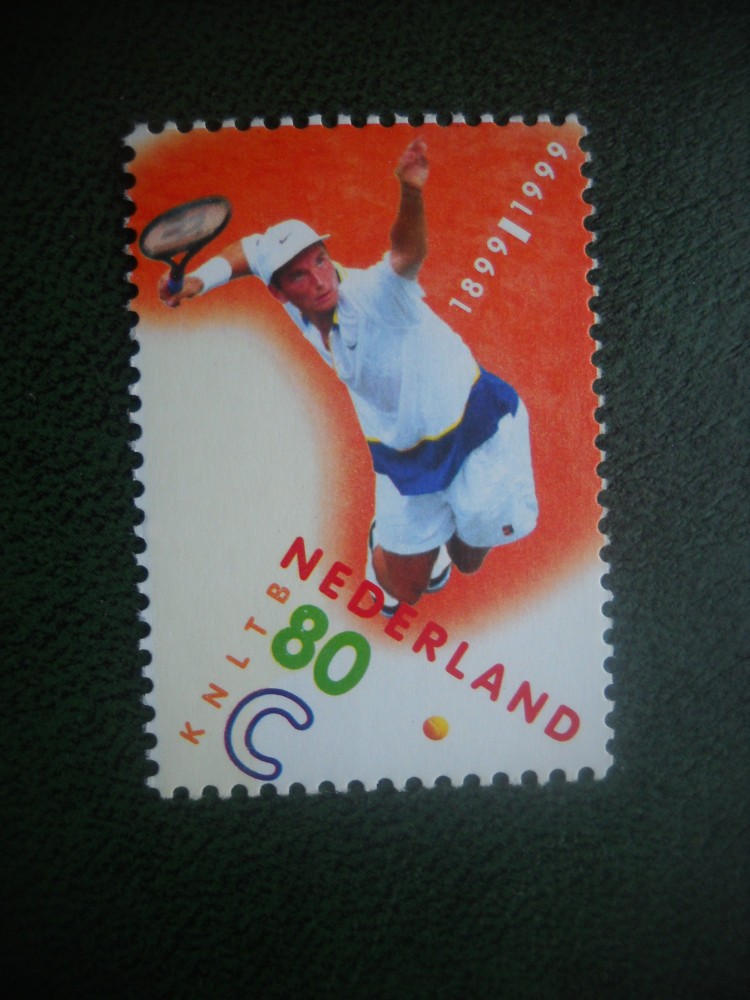 1899 1999
NEDERLAND
KNLTB
80
C